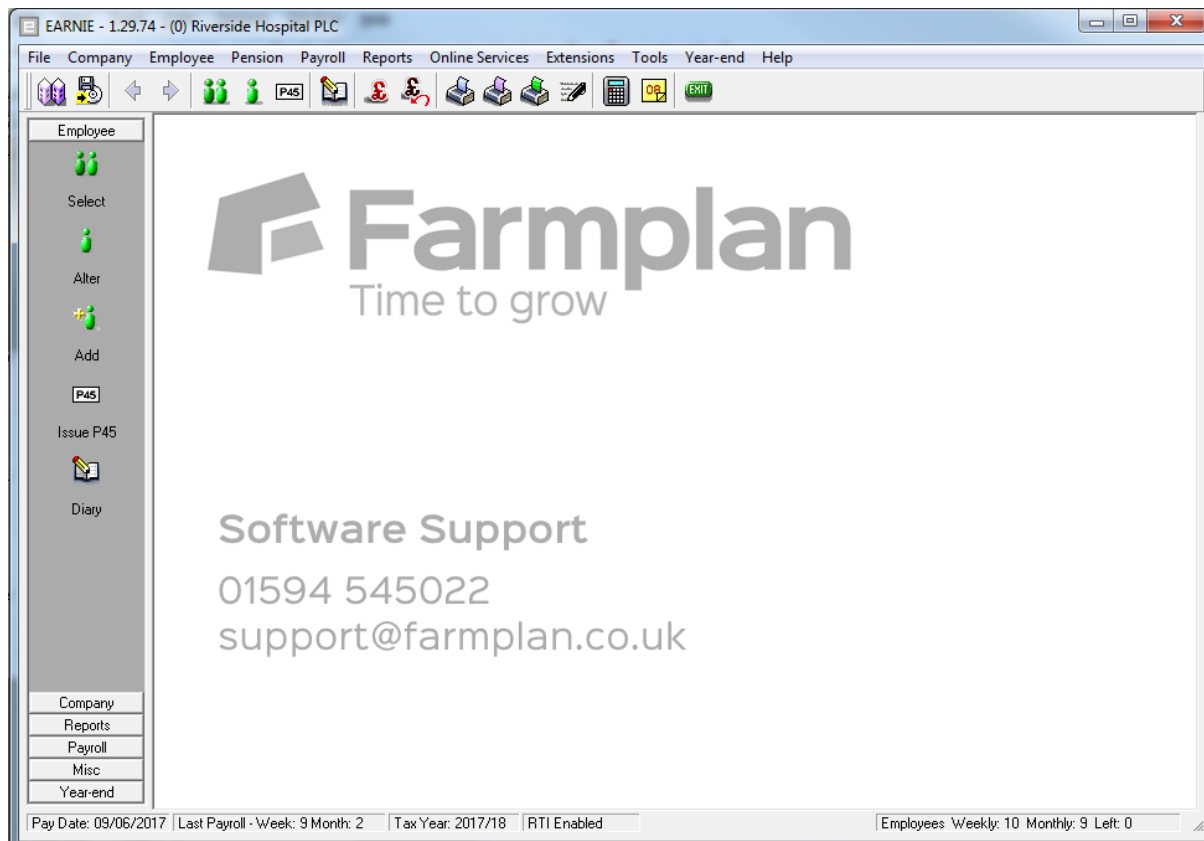 EARNIE - 1.29.74 - (0) Riverside Hospital PLC
File Company Employee Pension Payroll Reports Online Services Extensions Tools Year-end Help
P45 OB EXIT
Employee
Select
Alter
Add
P45
Issue P45
Diary
Farmplan
Time to grow
Software Support
01594 545022
support@farmplan.co.uk
Company
Reports
Payroll
Misc
Year-end
Pay Date: 09/06/2017 Last Payroll - Week: 9 Month: 2 Tax Year: 2017/18 RTI Enabled Employees Weekly: 10 Monthly: 9 Left: 0